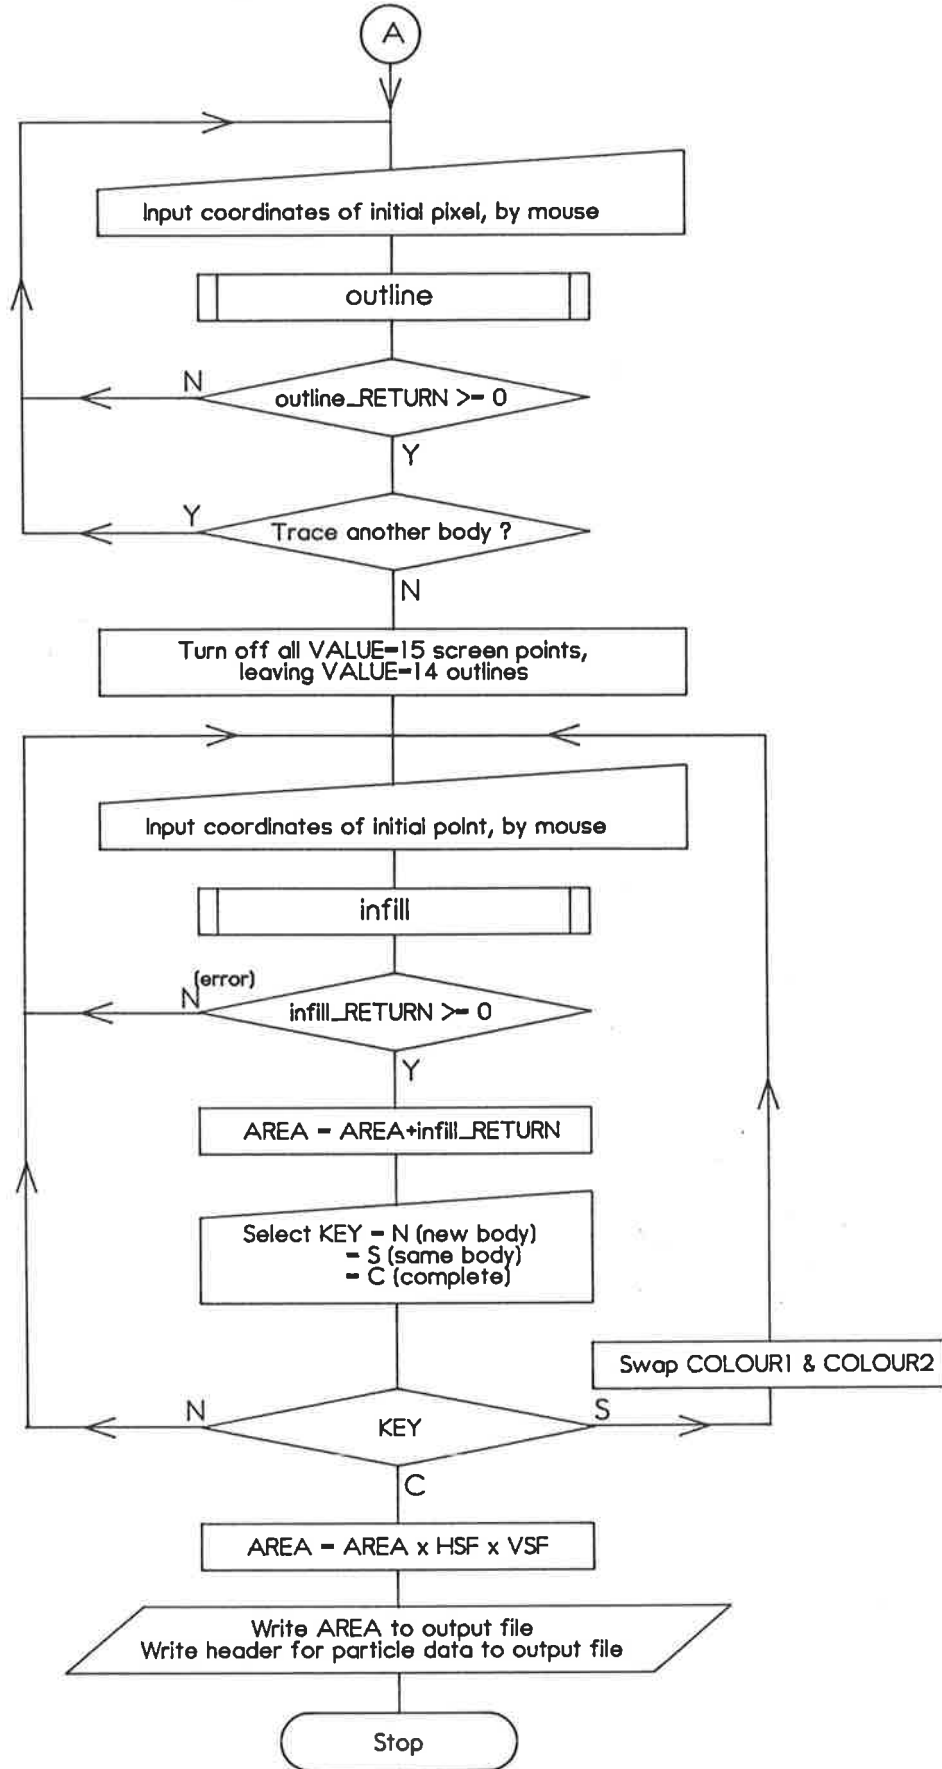 A
Input coordinates of initial pixel, by mouse
outline
N
outline_RETURN >= 0
Y
Y
Trace another body ?
N
Turn off all VALUE=15 screen points,
leaving VALUE=14 outlines
Input coordinates of initial point, by mouse
infill
N (error)
infill_RETURN >= 0
Y
AREA = AREA+infill_RETURN
Select KEY = N (new body)
= S (same body)
= C (complete)
Swap COLOUR1 & COLOUR2
N
KEY
S
C
AREA = AREA x HSF x VSF
Write AREA to output file
Write header for particle data to output file
Stop